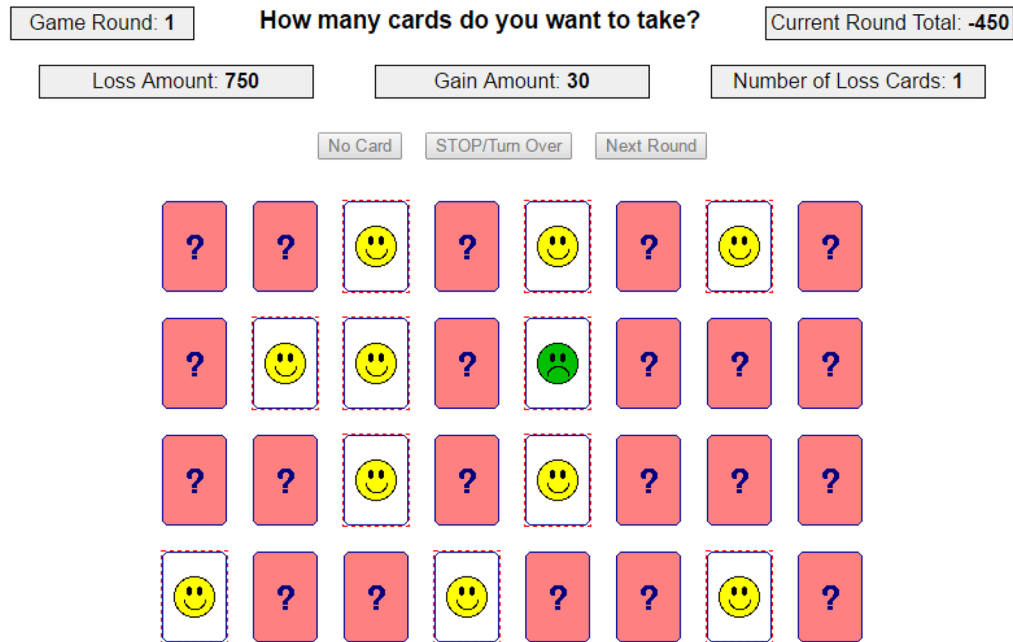 Game Round: 1 How many cards do you want to take? Current Round Total: -450
Loss Amount: 750 Gain Amount: 30 Number of Loss Cards: 1
No Card STOP/Turn Over Next Round
? ? ? ? ?
? ? ? ? ?
? ? ? ? ? ?
? ? ? ? ?